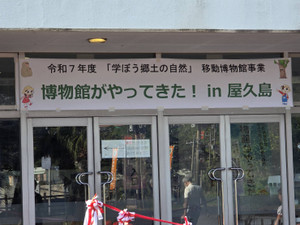 令和７年度 「学ぼう郷土の自然」 移動博物館事業
博物館がやってきた！ in 屋久島